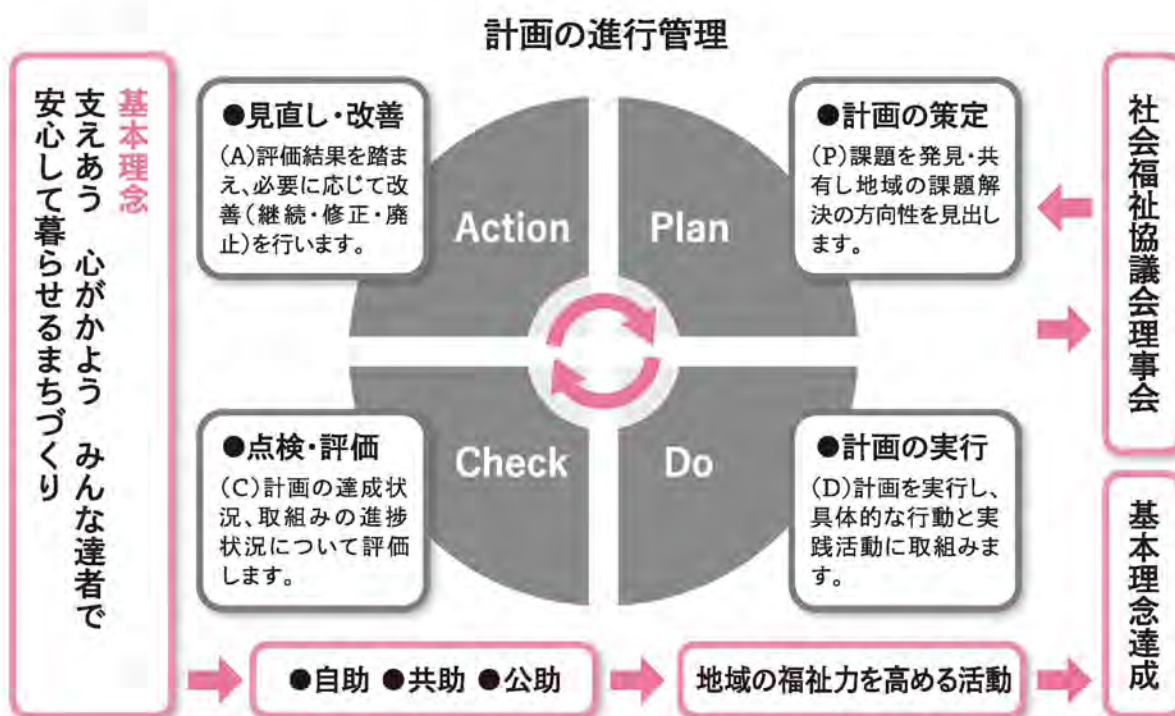 計画の進行管理
基本理念
支えあう 心がかよう みんな達者で
安心して暮らせるまちづくり
●見直し・改善
(A)評価結果を踏ま
え、必要に応じて改
善(継続・修正・廃
止)を行います。
Action
Plan
●計画の策定
(P)課題を発見・共
有し地域の課題解
決の方向性を見出し
ます。
社会福祉協議会理事会
●点検・評価
(C)計画の達成状
況、取組みの進捗
状況について評価
します。
Check
Do
●計画の実行
(D)計画を実行し、
具体的な行動と実
践活動に取組みま
す。
●自助 ●共助 ●公助
地域の福祉力を高める活動
基本理念達成